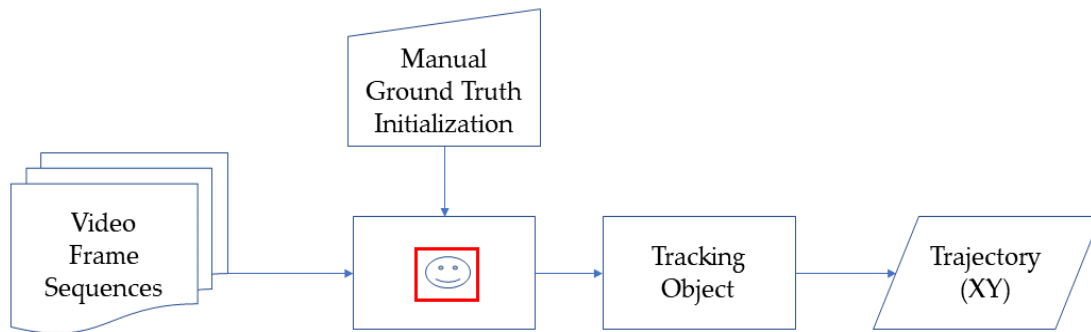 Manual
Ground Truth
Initialization
Video
Frame
Sequences
Tracking
Object
Trajectory
(XY)